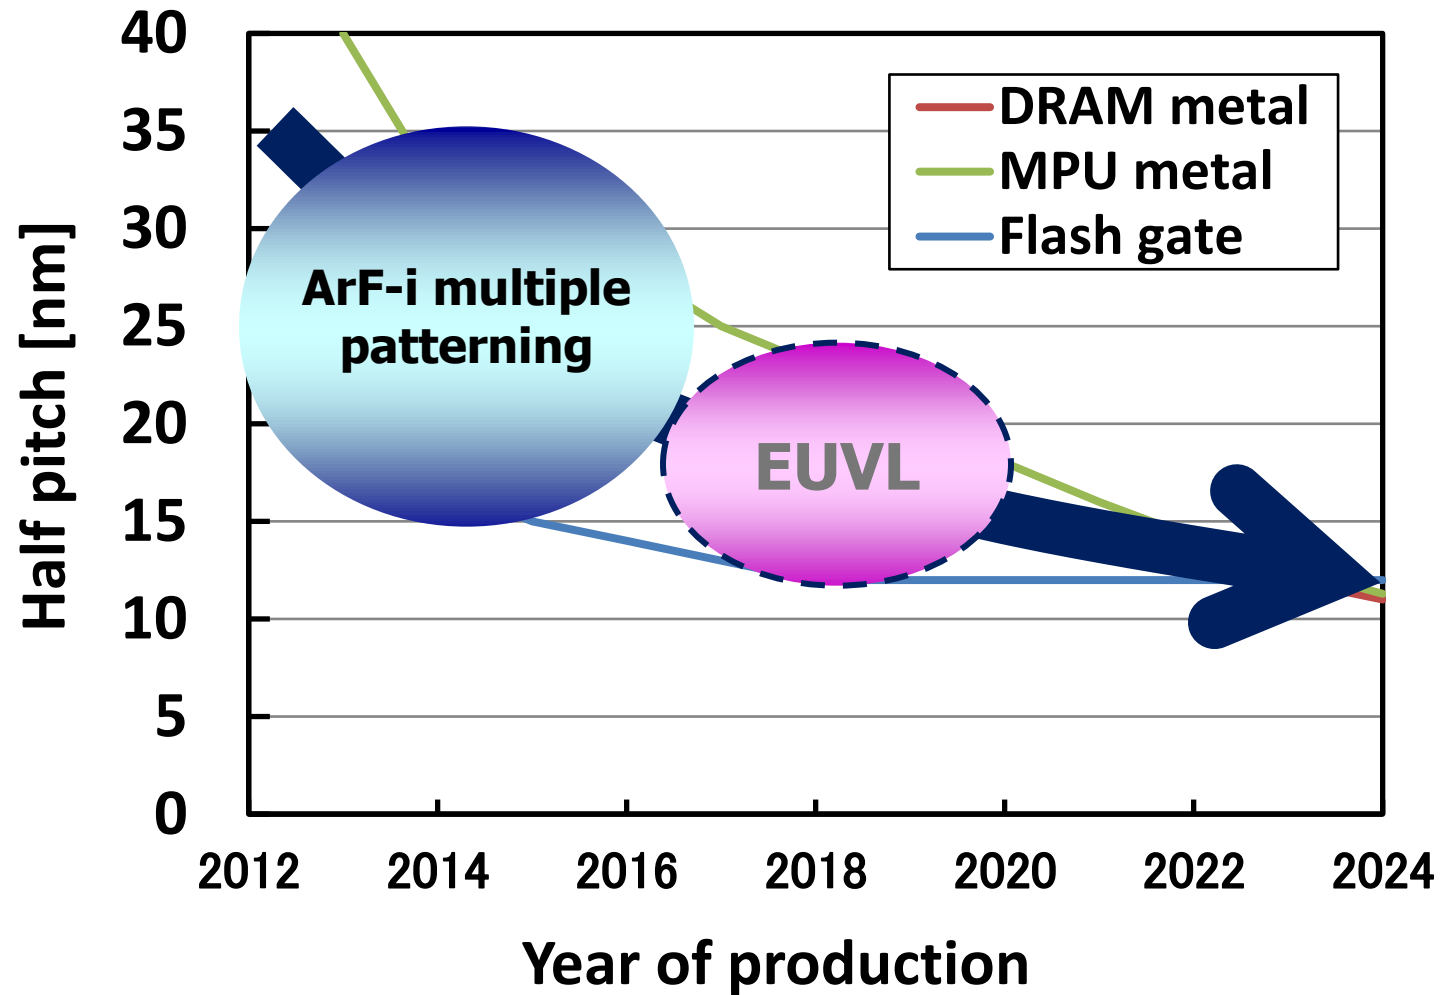 40
35
30
25
20
15
10
5
0
Half pitch [nm]
DRAM metal
MPU metal
Flash gate
ArF-i multiple
patterning
EUVL
2012 2014 2016 2018 2020 2022 2024
Year of production